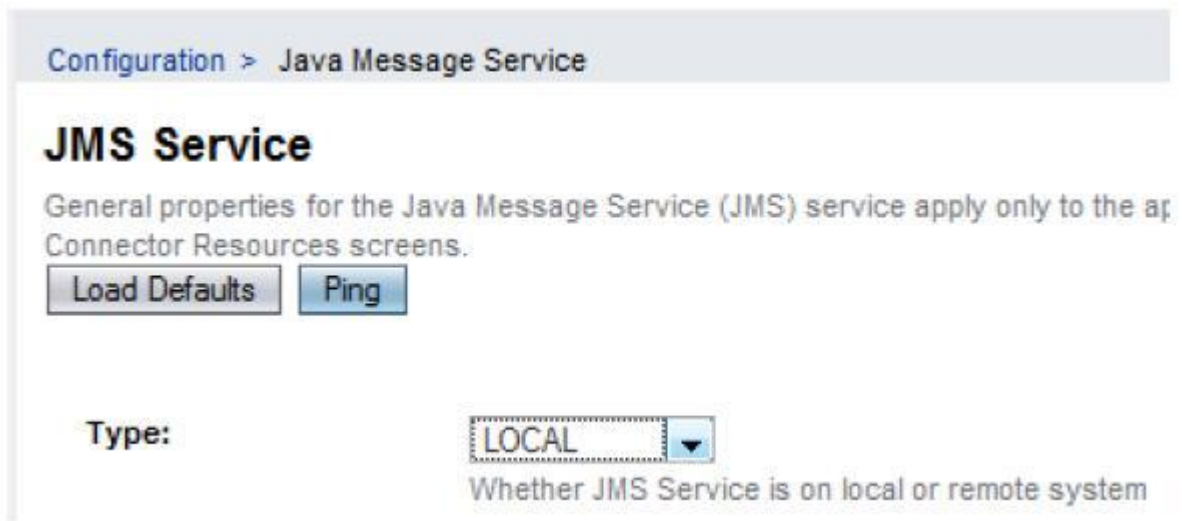 Configuration > Java Message Service
JMS Service
General properties for the Java Message Service (JMS) service apply only to the
Connector Resources screens.
Load Defaults Ping
Type: LOCAL
Whether JMS Service is on local or remote system